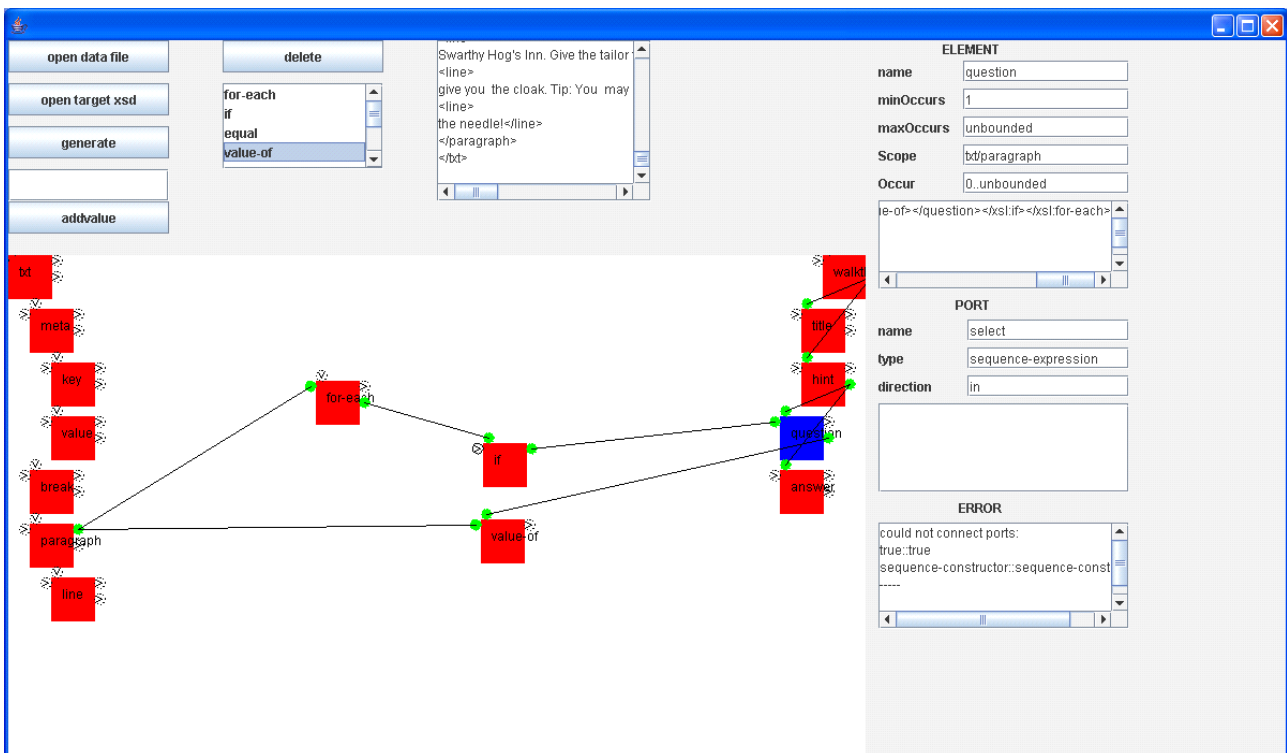 open data file
open target xsd
generate
addvalue
delete
for-each
if
equal
value-of
Swarthy Hog's Inn. Give the tailor
<line>
give you  the cloak. Tip: You  may
<line>
the needle!</line>
</paragraph>
</txt>
ELEMENT
name question
minOccurs 1
maxOccurs unbounded
Scope txt/paragraph
Occur 0..unbounded
ie-of></question></xsl:if></xsl:for-each>
PORT
name select
type sequence-expression
direction in
ERROR
could not connect ports:
true::true
sequence-constructor::sequence-const
-----
txt
meta
key
value
break
paragraph
line
for-each
if
value-of
walkth
title
hint
question
answer